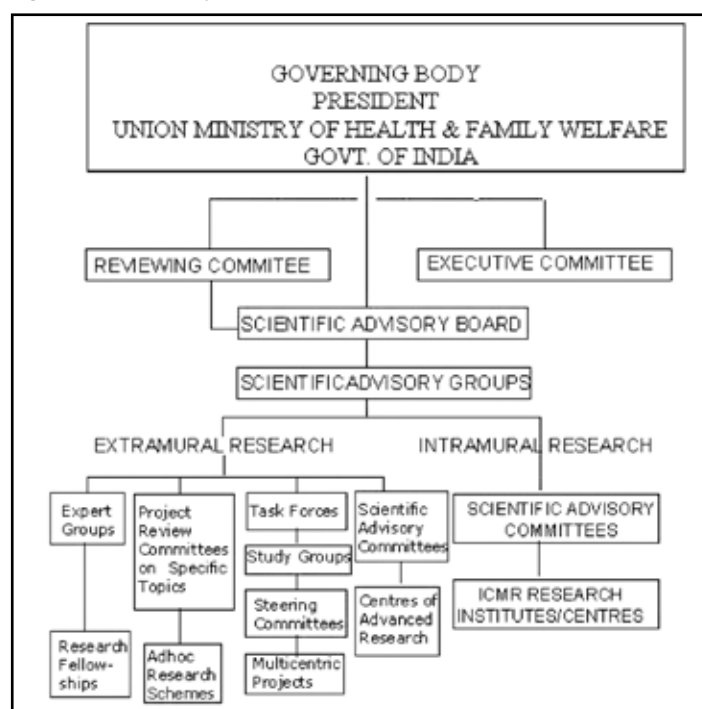 GOVERNING BODY
PRESIDENT
UNION MINISTRY OF HEALTH & FAMILY WELFARE
GOVT. OF INDIA
REVIEWING COMMITEE
EXECUTIVE COMMITTEE
SCIENTIFIC ADVISORY BOARD
SCIENTIFICADVISORY GROUPS
EXTRAMURAL RESEARCH
INTRAMURAL RESEARCH
Expert
Groups
Research
Fellow-
ships
Project
Review
Committees
on Specific
Topics
Adhoc
Research
Schemes
Task Forces
Study Groups
Steering
Committees
Multicentric
Projects
Scientific
Advisory
Committees
Centres of
Advanced
Research
SCIENTIFIC ADVISORY
COMMITTEES
ICMR RESEARCH
INSTITUTES/CENTRES